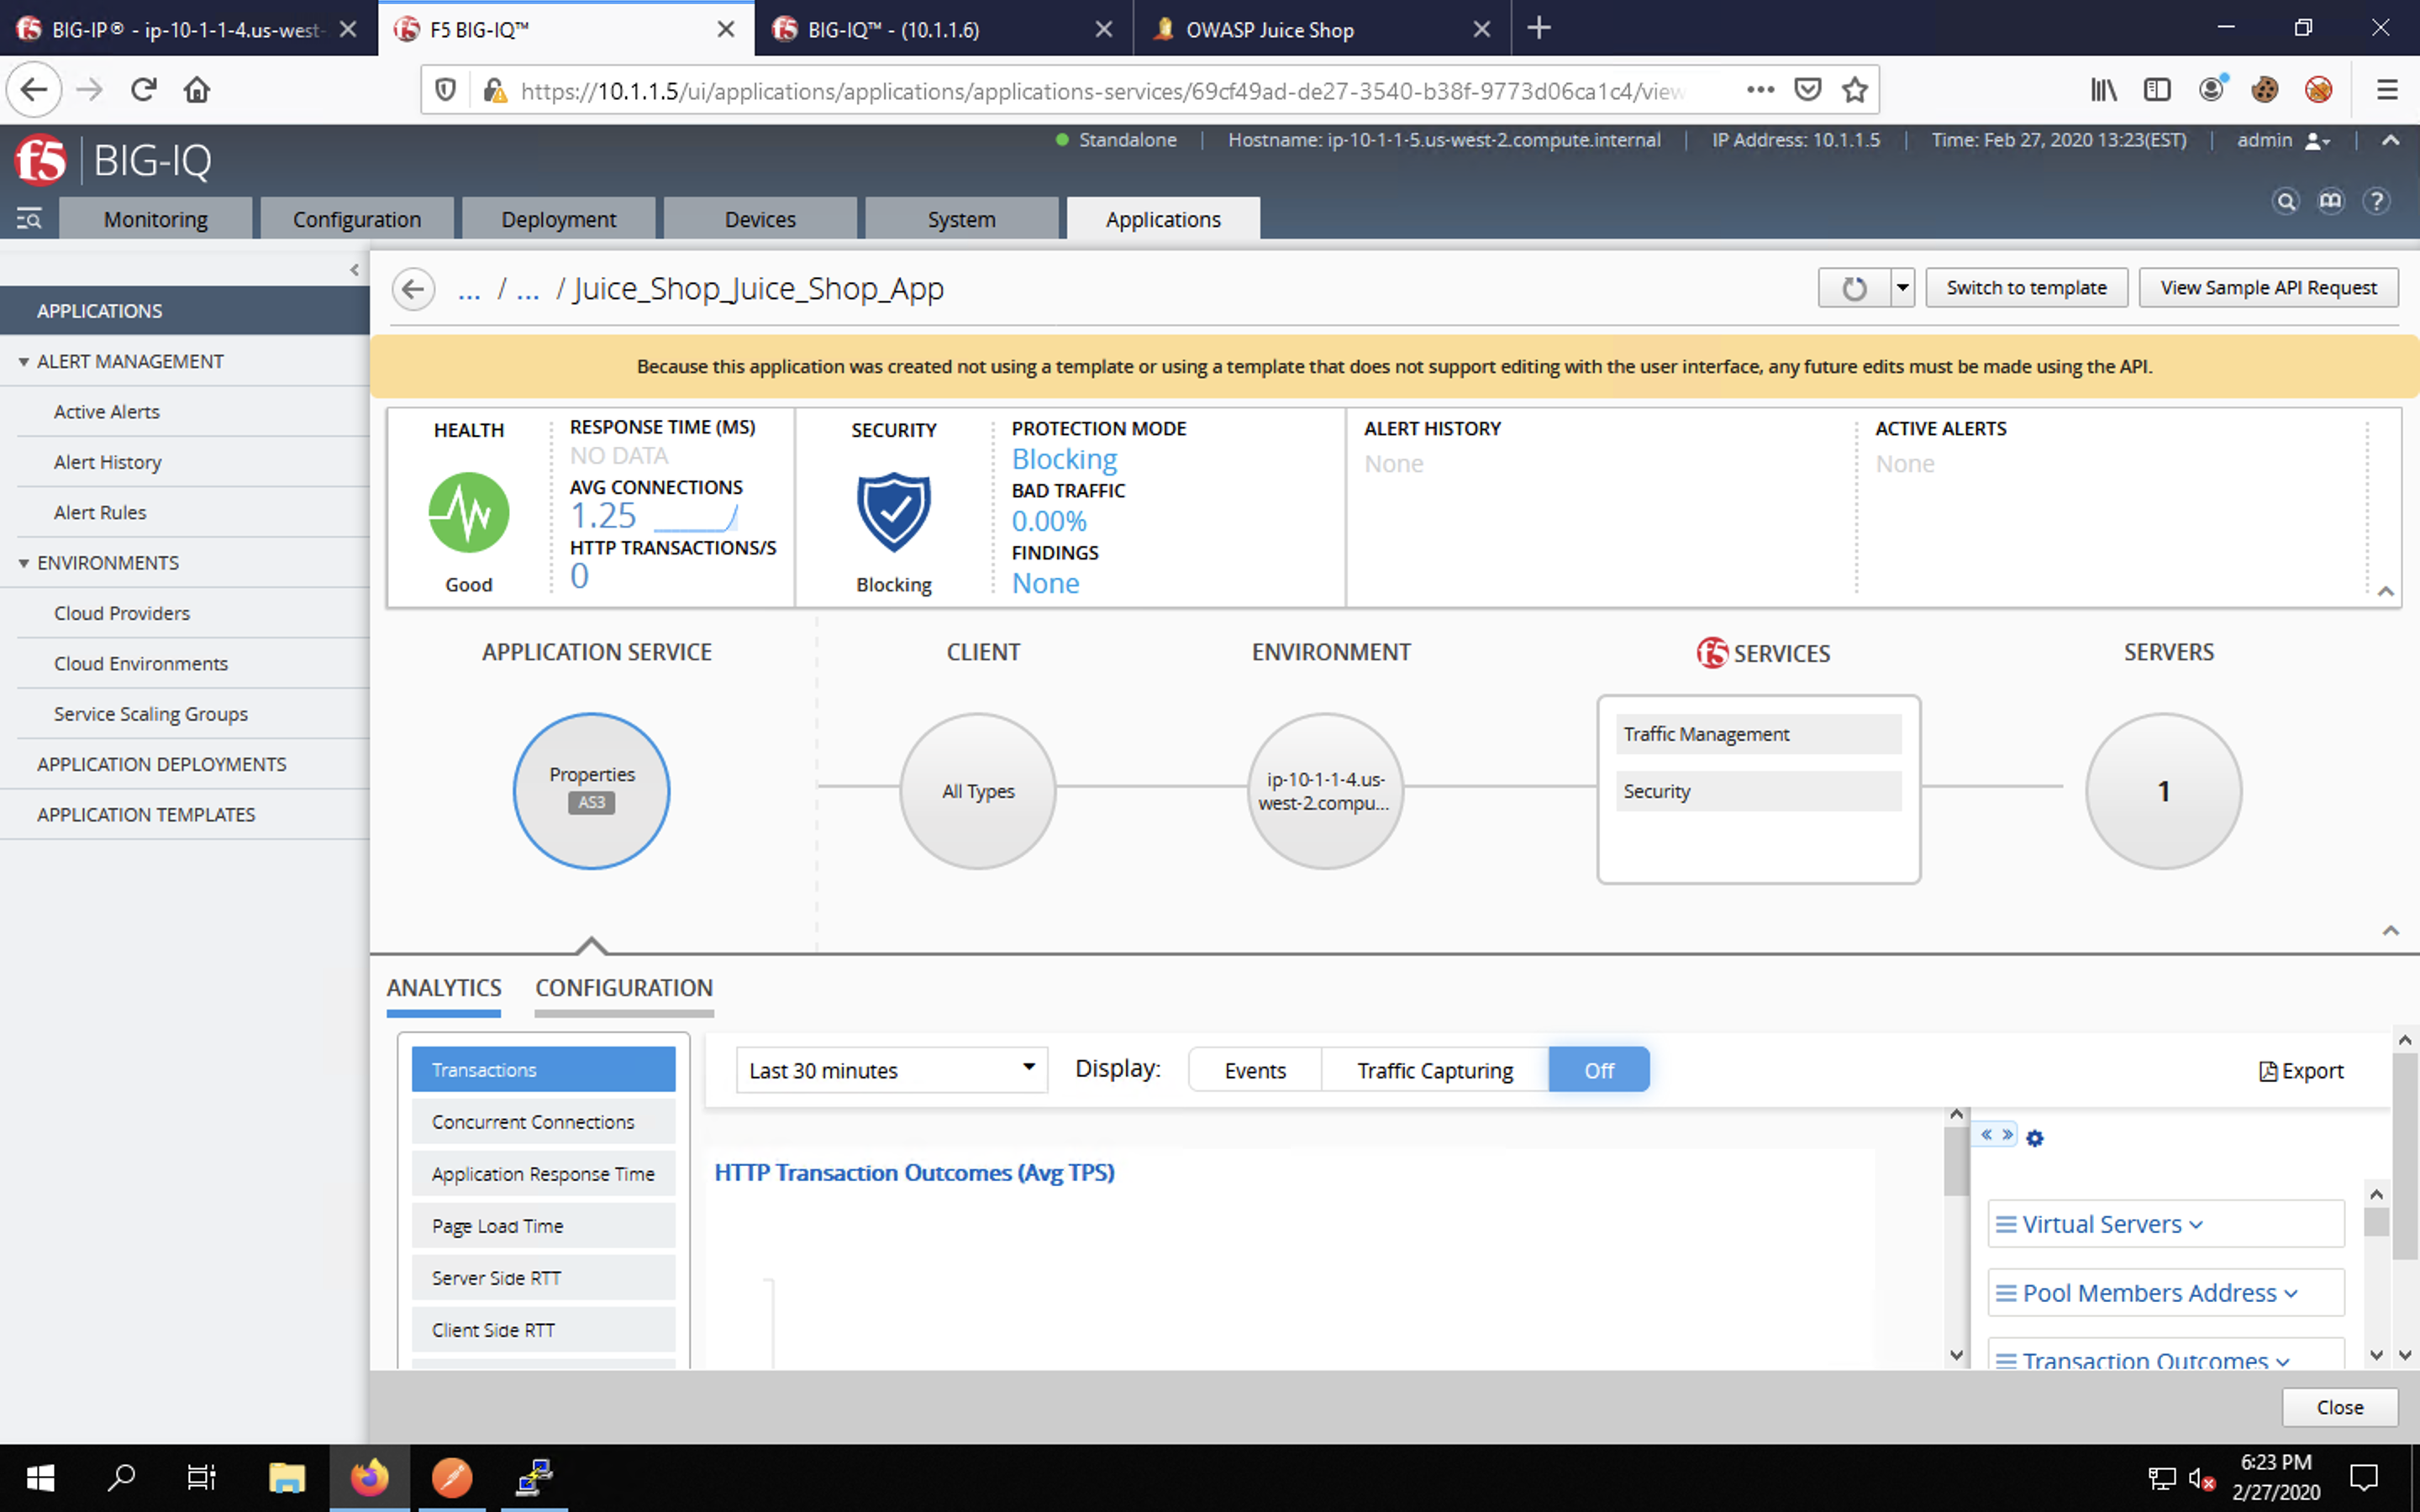 BIG-IP® - ip-10-1-1-4.us-west-
F5 BIG-IQ™
BIG-IQ™ - (10.1.1.6)
OWASP Juice Shop
https://10.1.1.5/ui/applications/applications/applications-services/69cf49ad-de27-3540-b38f-9773d06ca1c4/view
f5 BIG-IQ
Standalone
Hostname: ip-10-1-1-5.us-west-2.compute.internal
IP Address: 10.1.1.5
Time: Feb 27, 2020 13:23(EST)
admin
Monitoring
Configuration
Deployment
Devices
System
Applications
APPLICATIONS
ALERT MANAGEMENT
Active Alerts
Alert History
Alert Rules
ENVIRONMENTS
Cloud Providers
Cloud Environments
Service Scaling Groups
APPLICATION DEPLOYMENTS
APPLICATION TEMPLATES
... / ... / Juice_Shop_Juice_Shop_App
Switch to template
View Sample API Request
Because this application was created not using a template or using a template that does not support editing with the user interface, any future edits must be made using the API.
HEALTH
Good
RESPONSE TIME (MS)
NO DATA
AVG CONNECTIONS
1.25
HTTP TRANSACTIONS/S
0
SECURITY
Blocking
PROTECTION MODE
Blocking
BAD TRAFFIC
0.00%
FINDINGS
None
ALERT HISTORY
None
ACTIVE ALERTS
None
APPLICATION SERVICE
CLIENT
ENVIRONMENT
f5 SERVICES
SERVERS
Properties
AS3
All Types
ip-10-1-1-4.us-
west-2.compu...
Traffic Management
Security
1
ANALYTICS
CONFIGURATION
Transactions
Concurrent Connections
Application Response Time
Page Load Time
Server Side RTT
Client Side RTT
Last 30 minutes
Display:
Events
Traffic Capturing
Off
Export
HTTP Transaction Outcomes (Avg TPS)
Virtual Servers
Pool Members Address
Transaction Outcomes
Close
6:23 PM
2/27/2020